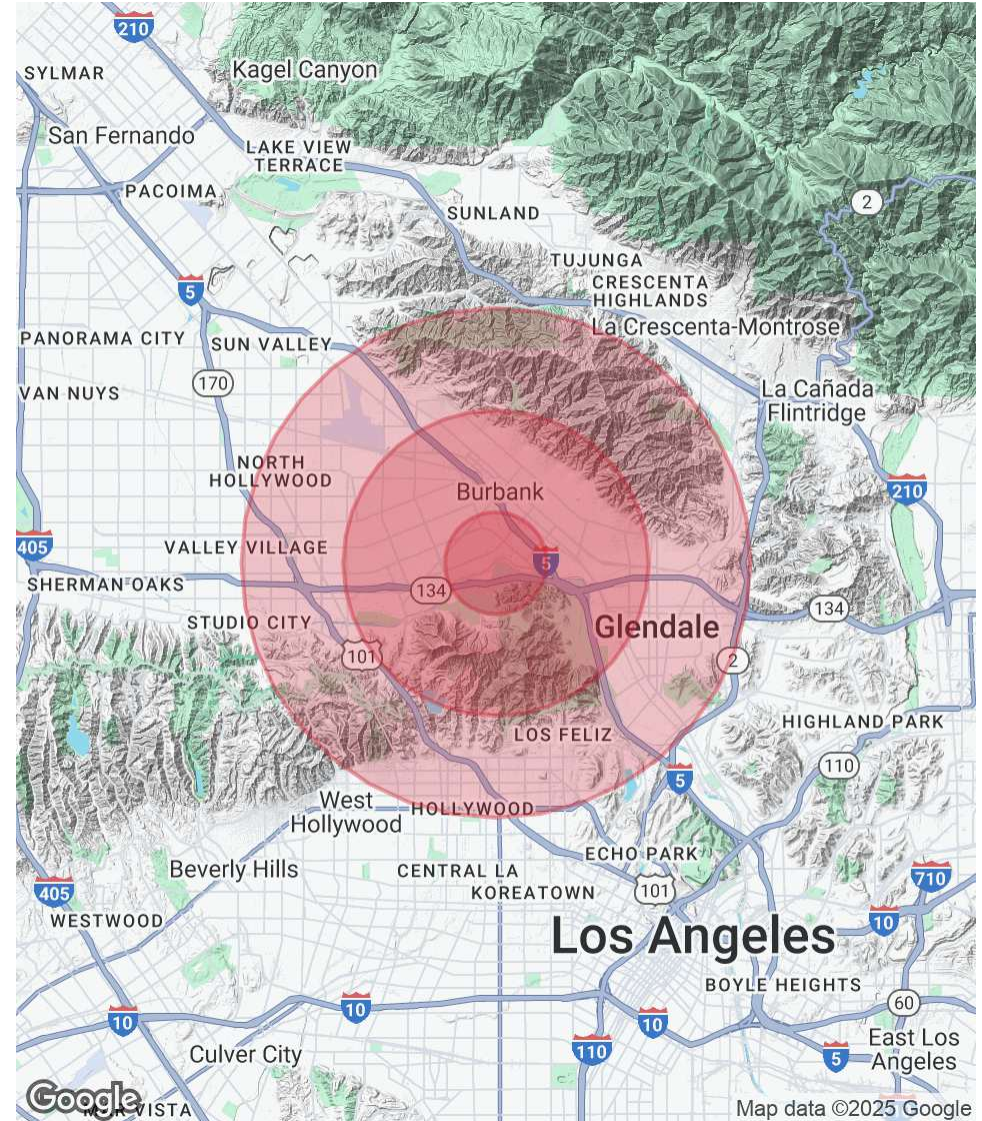 210
SYLMAR
Kagel Canyon
San Fernando
LAKE VIEW
TERRACE
PACOIMA
2
SUNLAND
TUJUNGA
5
CRESCENTA
HIGHLANDS
La Crescenta-Montrose
PANORAMA CITY
SUN VALLEY
170
VAN NUYS
La Cañada
Flintridge
NORTH
HOLLYWOOD
Burbank
210
405
VALLEY VILLAGE
5
SHERMAN OAKS
134
134
STUDIO CITY
Glendale
101
2
LOS FELIZ
HIGHLAND PARK
110
5
West
Hollywood
HOLLYWOOD
ECHO PARK
Beverly Hills
CENTRAL LA
KOREATOWN
101
710
405
WESTWOOD
10
Los Angeles
BOYLE HEIGHTS
10
10
10
60
110
5
East Los
Angeles
Culver City
Google
MAR VISTA
Map data ©2025 Google